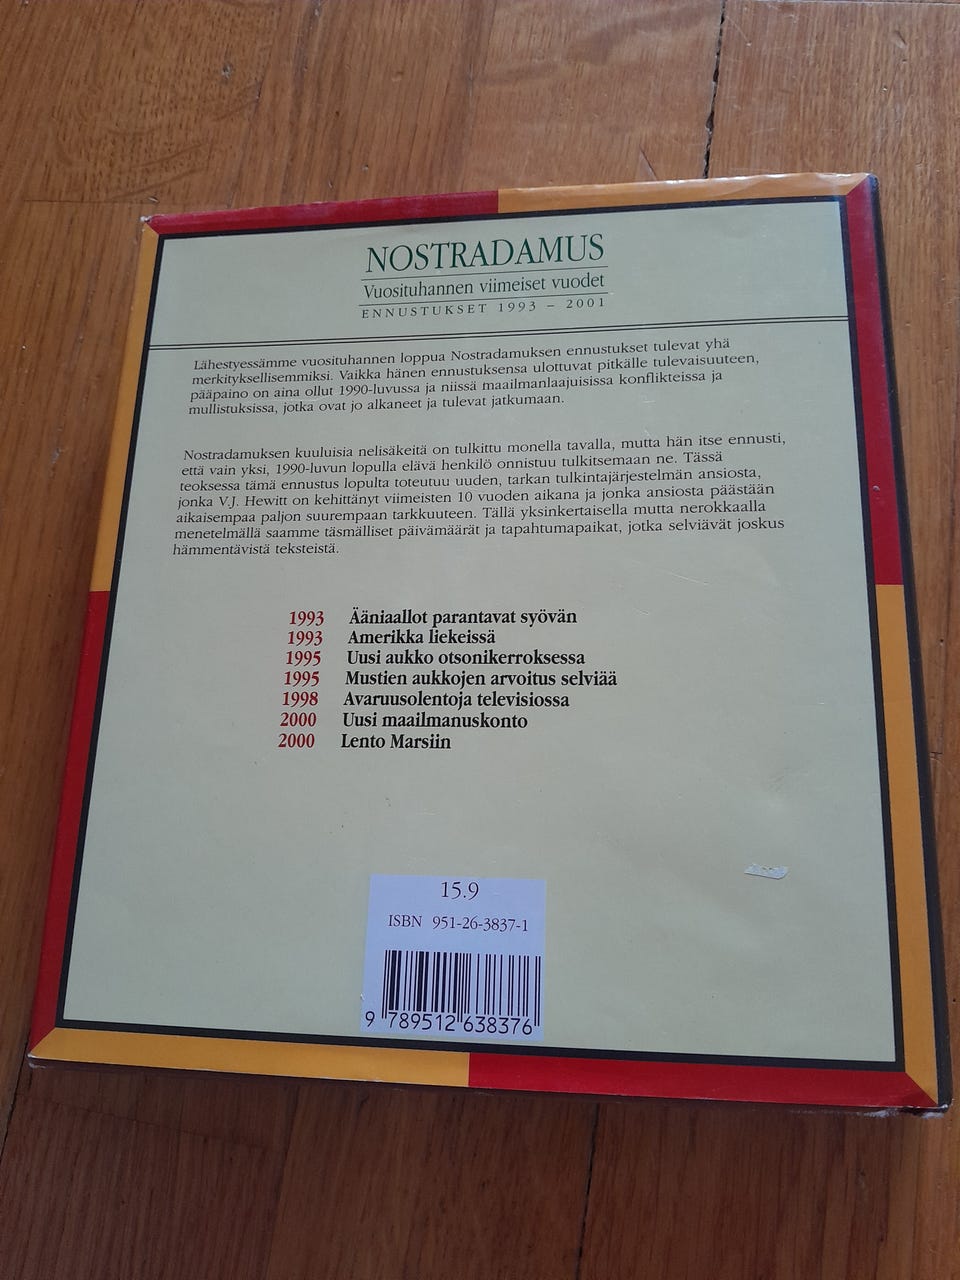 NOSTRADAMUS
Vuosituhannen viimeiset vuodet
ENNUSTUKSET 1993 – 2001
Lähestyessämme vuosituhannen loppua Nostradamuksen ennustukset tulevat yhä
merkityksellisemmiksi. Vaikka hänen ennustuksensa ulottuvat pitkälle tulevaisuuteen,
pääpaino on aina ollut 1990-luvussa ja niissä maailmanlaajuisissa konflikteissa ja
mullistuksissa, jotka ovat jo alkaneet ja tulevat jatkumaan.
Nostradamuksen kuuluisia nelisäkeitä on tulkittu monella tavalla, mutta hän itse ennusti,
että vain yksi, 1990-luvun lopulla elävä henkilö onnistuu tulkitsemaan ne. Tässä
teoksessa tämä ennustus lopulta toteutuu uuden, tarkan tulkintajärjestelmän ansiosta,
jonka V.J. Hewitt on kehittänyt viimeisten 10 vuoden aikana ja jonka ansiosta päästään
aikaisempaa paljon suurempaan tarkkuuteen. Tällä yksinkertaisella mutta nerokkaalla
menetelmällä saamme täsmälliset päivämäärät ja tapahtumapaikat, jotka selviävät joskus
hämmentävistä teksteistä.
1993 Ääniaallot parantavat syövän
1993 Amerikka liekeissä
1995 Uusi aukko otsonikerroksessa
1995 Mustien aukkojen arvoitus selviää
1998 Avaruusolentoja televisiossa
2000 Uusi maailmanuskonto
2000 Lento Marsiin
15.9
ISBN 951-26-3837-1
9 789512 638376